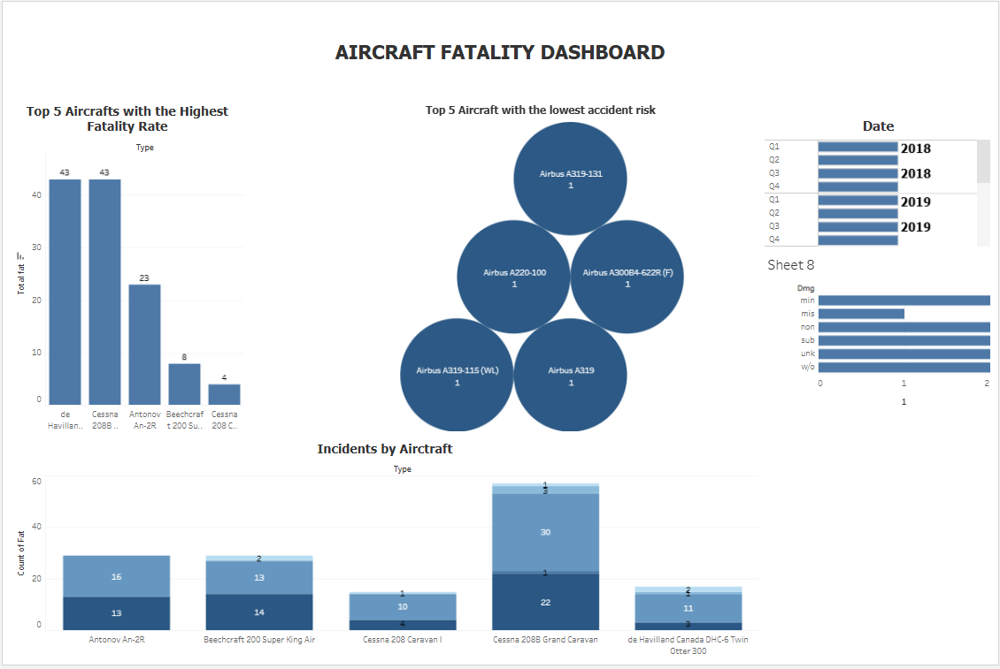 AIRCRAFT FATALITY DASHBOARD
Top 5 Aircrafts with the Highest
Fatality Rate
Type
Total fat
43
43
23
8
4
40
30
20
10
0
de
Havillan..
Cessna
208B ..
Antonov
An-2R
Beechcraf
t 200 Su..
Cessna
208 C..
Top 5 Aircraft with the lowest accident risk
Airbus A319-131
1
Airbus A220-100
1
Airbus A300B4-622R (F)
1
Airbus A319-115 (WL)
1
Airbus A319
1
Date
Q1
2018
Q2
Q3
2018
Q4
Q1
2019
Q2
Q3
2019
Q4
Sheet 8
Dmg
min
mis
non
sub
unk
w/o
0 1 2
1
Incidents by Airctraft
Type
Count of Fat
60
40
20
0
16
13
2
13
14
1
10
4
1
3
30
1
22
2
1
11
3
Antonov An-2R
Beechcraft 200 Super King Air
Cessna 208 Caravan I
Cessna 208B Grand Caravan
de Havilland Canada DHC-6 Twin
Otter 300